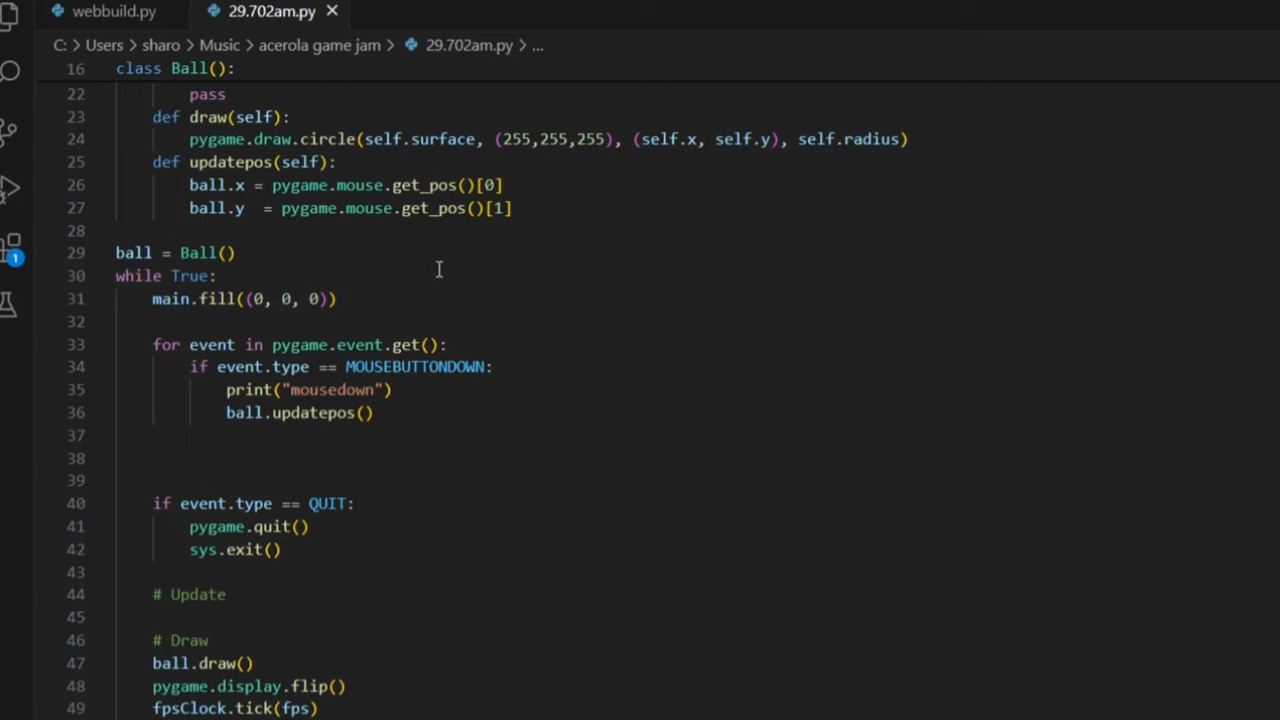 webbuild.py 29.702am.py
C: > Users > sharo > Music > acerola game jam > 29.702am.py > ...
16 class Ball():
22 pass
23 def draw(self):
24 pygame.draw.circle(self.surface, (255,255,255), (self.x, self.y), self.radius)
25 def updatepos(self):
26 ball.x = pygame.mouse.get_pos()[0]
27 ball.y  = pygame.mouse.get_pos()[1]
28
29 ball = Ball()
30 while True:
31 main.fill((0, 0, 0))
32
33 for event in pygame.event.get():
34 if event.type == MOUSEBUTTONDOWN:
35 print("mousedown")
36 ball.updatepos()
37
38
39
40 if event.type == QUIT:
41 pygame.quit()
42 sys.exit()
43
44 # Update
45
46 # Draw
47 ball.draw()
48 pygame.display.flip()
49 fpsClock.tick(fps)
1